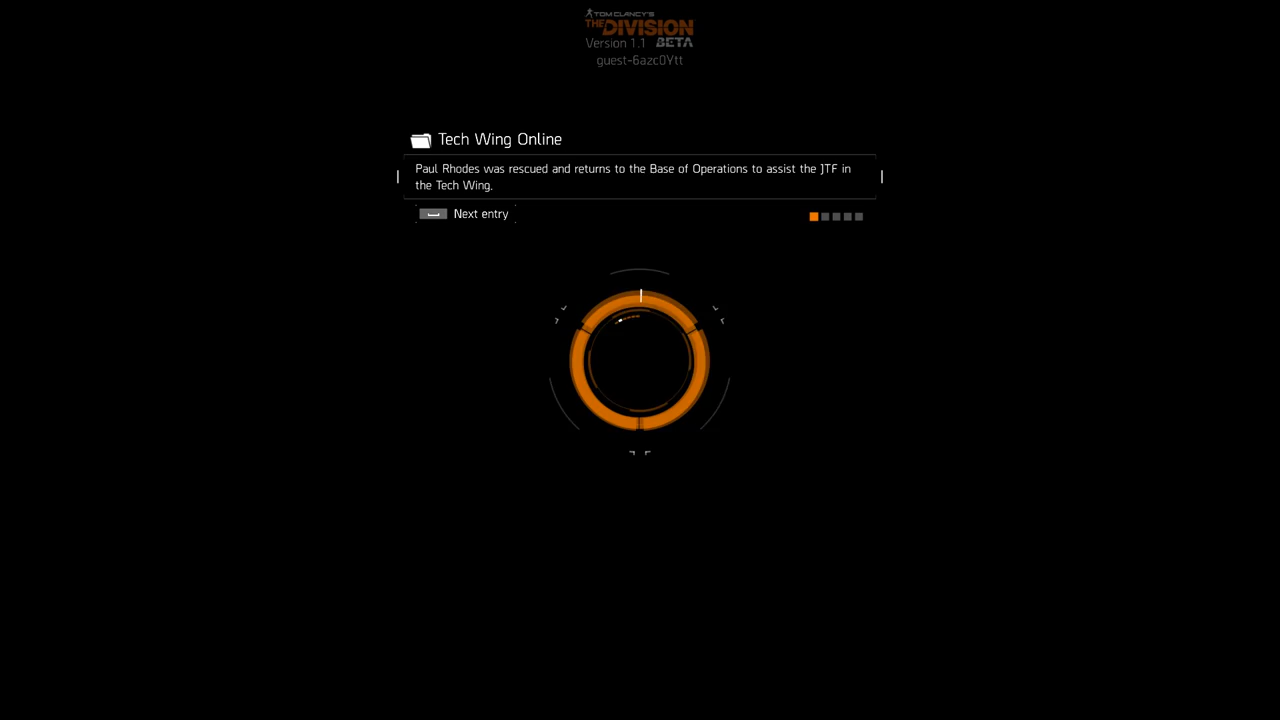 TOM CLANCY'S
THE DIVISION
Version 1.1 BETA
guest-6azc0Ytt
Tech Wing Online
Paul Rhodes was rescued and returns to the Base of Operations to assist the JTF in
the Tech Wing.
Next entry